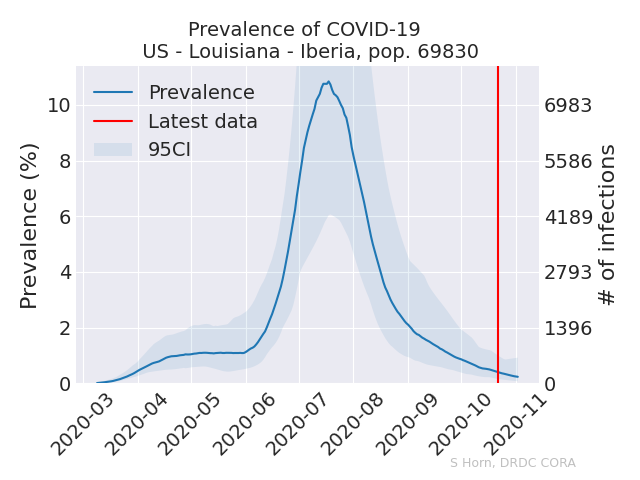 Prevalence of COVID-19
US - Louisiana - Iberia, pop. 69830
Prevalence
Latest data
95CI
Prevalence (%)
10
8
6
4
2
0
6983
5586
4189
2793
1396
0
# of infections
2020-03
2020-04
2020-05
2020-06
2020-07
2020-08
2020-09
2020-10
2020-11
S Horn, DRDC CORA